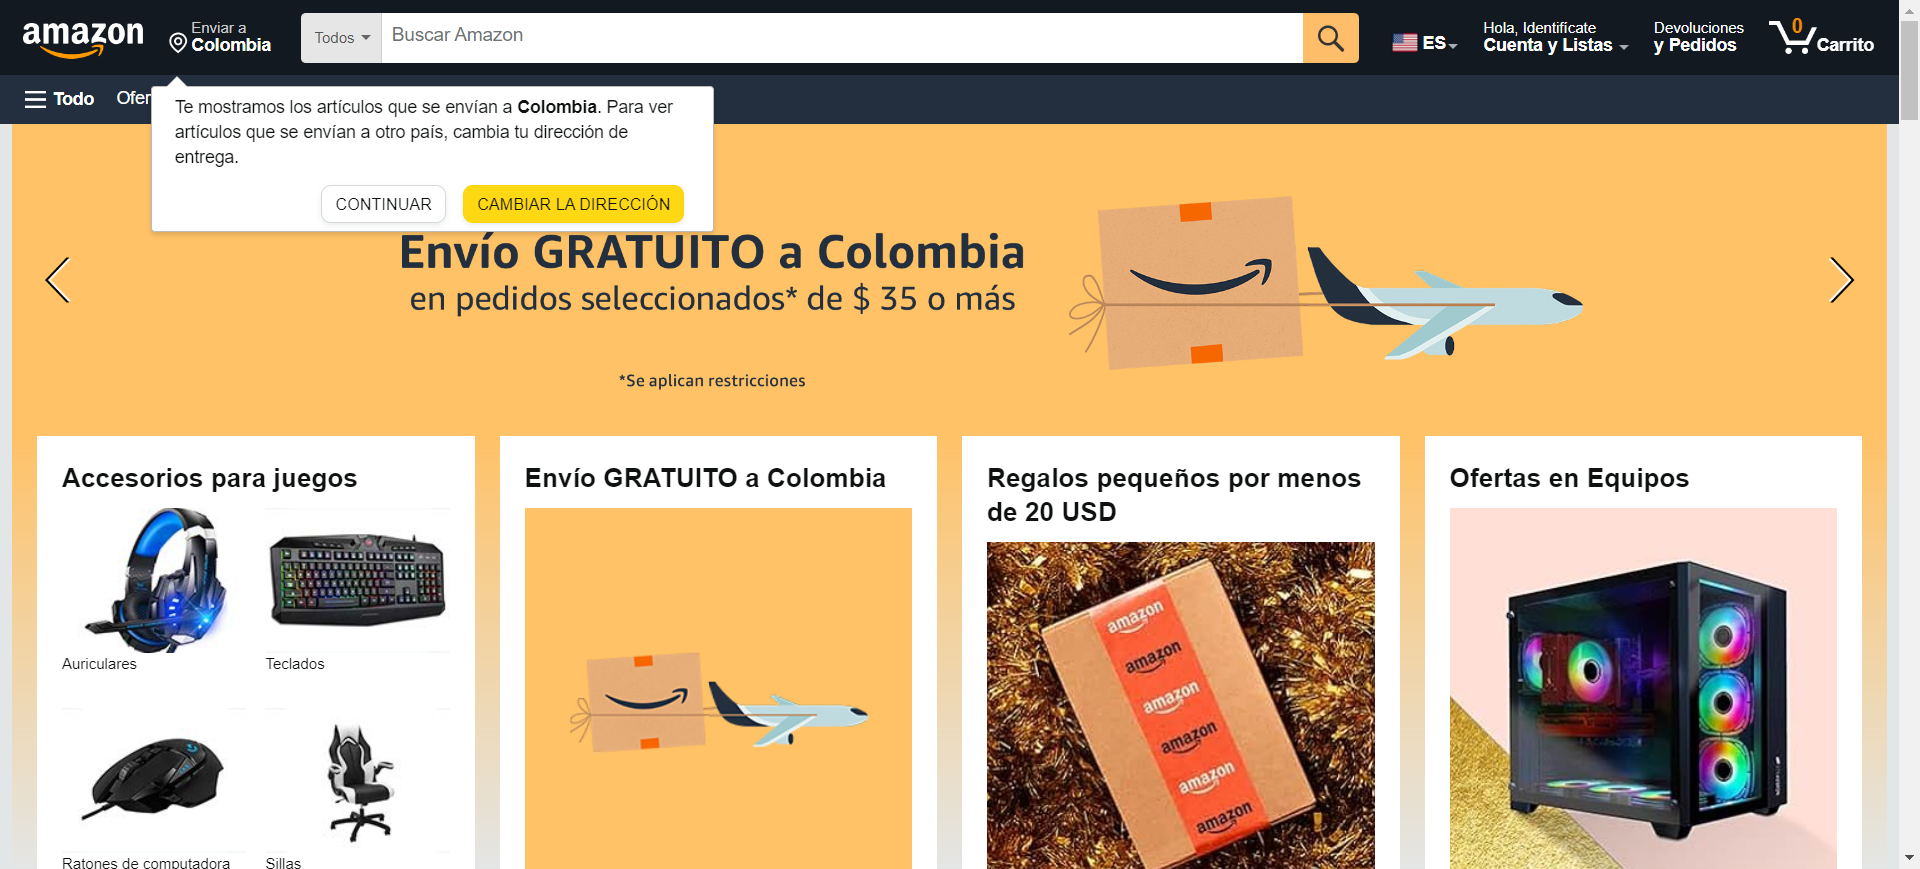 amazon
Enviar a
Colombia
Todos
Buscar Amazon
ES
Hola, Identifícate
Cuenta y Listas
Devoluciones
y Pedidos
0
Carrito
Todo
Ofer
Te mostramos los artículos que se envían a Colombia. Para ver
artículos que se envían a otro país, cambia tu dirección de
entrega.
CONTINUAR
CAMBIAR LA DIRECCIÓN
Envío GRATUITO a Colombia
en pedidos seleccionados* de $ 35 o más
*Se aplican restricciones
Accesorios para juegos
Auriculares
Teclados
Ratones de computadora
Sillas
Envío GRATUITO a Colombia
Regalos pequeños por menos
de 20 USD
amazon
amazon
amazon
amazon
amazon
amazon
Ofertas en Equipos